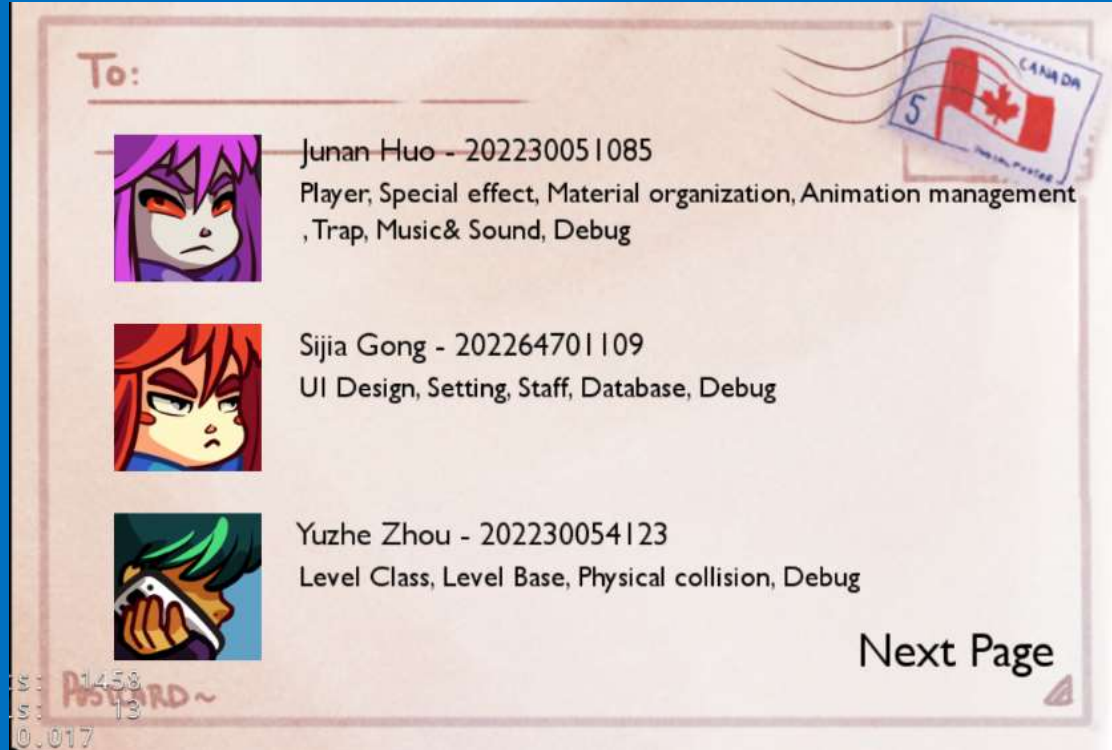 To:
CANADA
5
Junan Huo - 202230051085
Player, Special effect, Material organization, Animation management
, Trap, Music& Sound, Debug
Sijia Gong - 202264701109
UI Design, Setting, Staff, Database, Debug
Yuzhe Zhou - 202230054123
Level Class, Level Base, Physical collision, Debug
Next Page
s: 1458
POSTCARD~
s: 13
0.017